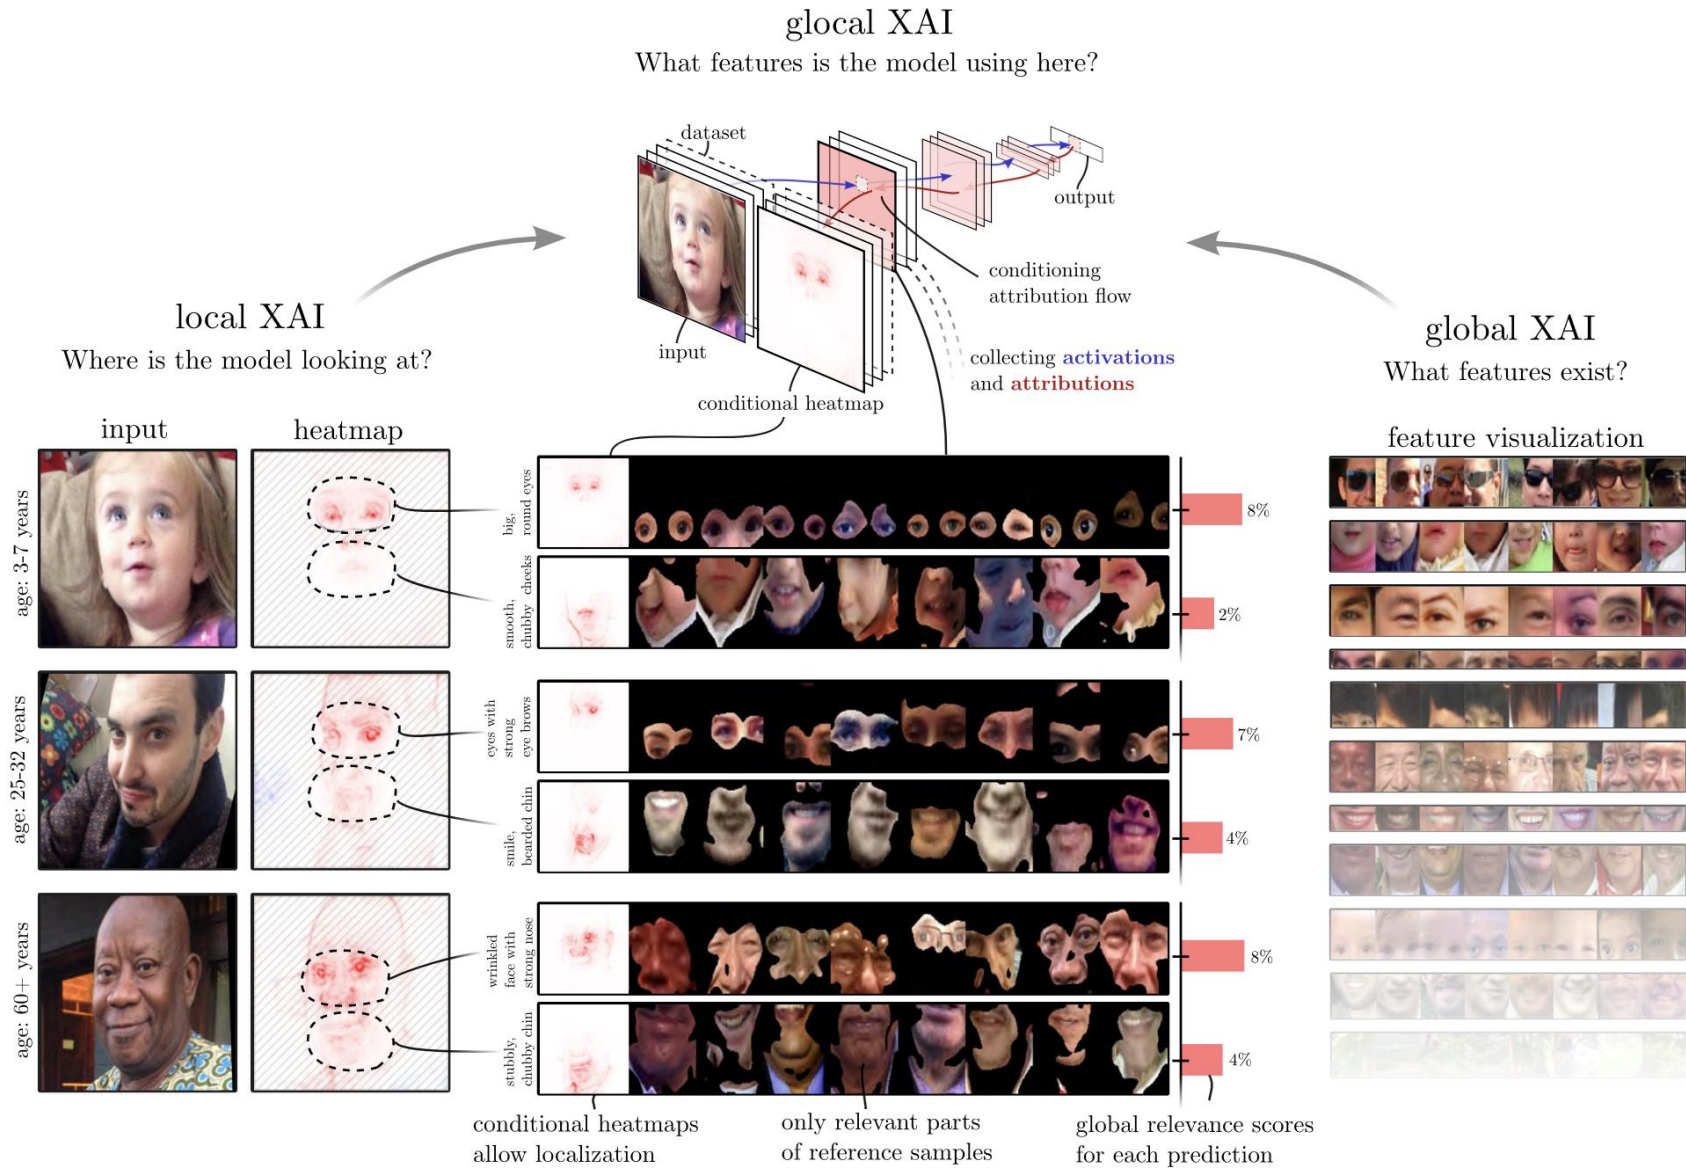 glocal XAI
What features is the model using here?
dataset
output
input
conditional heatmap
conditioning
attribution flow
collecting activations
and attributions
local XAI
Where is the model looking at?
input
heatmap
age: 3-7 years
age: 25-32 years
age: 60+ years
big,
round eyes
8%
smooth,
chubby cheeks
2%
eyes with
strong
eye brows
7%
smile,
bearded chin
4%
wrinkled
face with
strong nose
8%
stubbly,
chubby chin
4%
conditional heatmaps
allow localization
only relevant parts
of reference samples
global relevance scores
for each prediction
global XAI
What features exist?
feature visualization